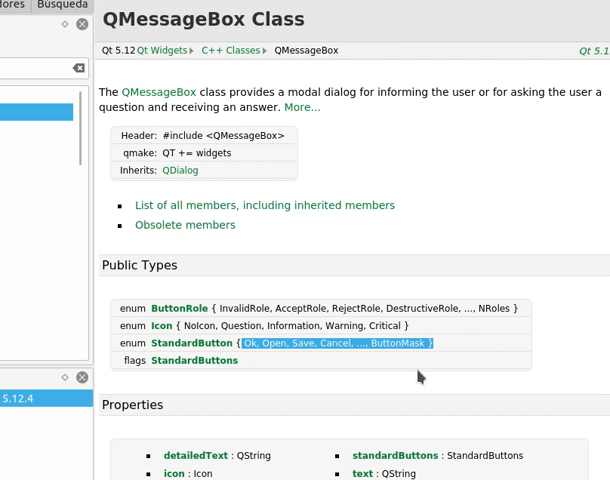 Búsqueda
QMessageBox Class
Qt 5.12 Qt Widgets C++ Classes QMessageBox
The QMessageBox class provides a modal dialog for informing the user or for asking the user a
question and receiving an answer. More...
Header: #include <QMessageBox>
qmake: QT += widgets
Inherits: QDialog
List of all members, including inherited members
Obsolete members
Public Types
enum ButtonRole { InvalidRole, AcceptRole, RejectRole, DestructiveRole, ..., NRoles }
enum Icon { NoIcon, Question, Information, Warning, Critical }
enum StandardButton { Ok, Open, Save, Cancel, ..., ButtonMask }
flags StandardButtons
5.12.4
Properties
detailedText : QString standardButtons : StandardButtons
icon : Icon text : QString